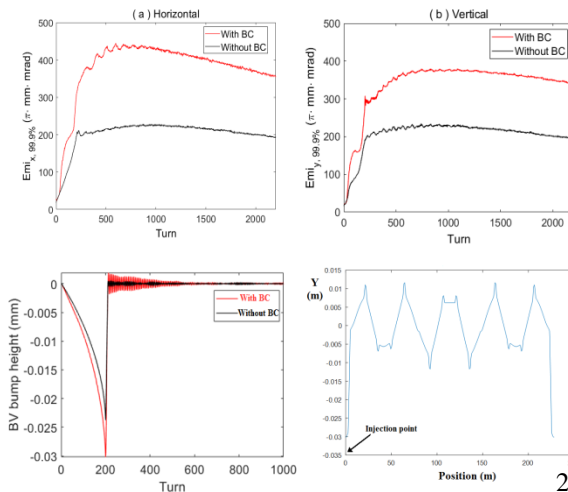 ( a ) Horizontal
With BC
Without BC
Emi x, 99.9% (π· mm· mrad)
500
400
300
200
100
0
0 500 1000 1500 2000
Turn
(b) Vertical
With BC
Without BC
Emi y, 99.9% (π· mm· mrad)
500
400
300
200
100
0
0 500 1000 1500 2000
Turn
With BC
Without BC
BV bump height (mm)
0
-0.005
-0.01
-0.015
-0.02
-0.025
-0.03
0 200 400 600 800 1000
Turn
Y
(m)
0.015
0.01
0.005
0
-0.005
-0.01
-0.015
-0.02
-0.025
-0.03
-0.035
Injection point
0 50 100 150 200
Position (m)
2